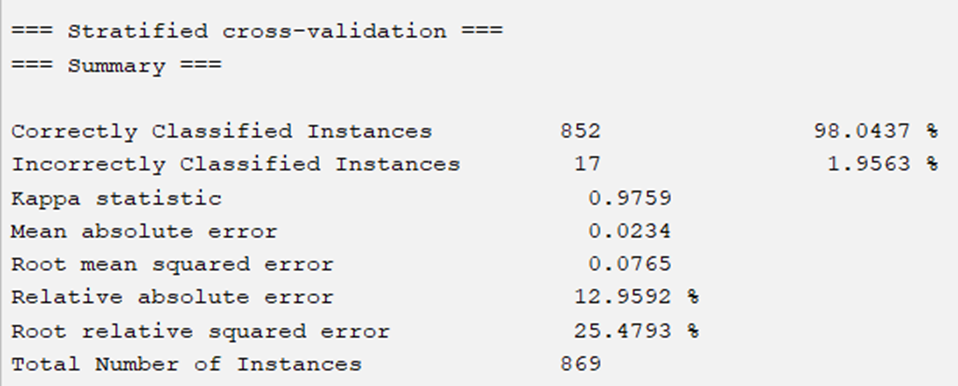 === Stratified cross-validation ===
=== Summary ===
Correctly Classified Instances 852 98.0437 %
Incorrectly Classified Instances 17 1.9563 %
Kappa statistic 0.9759
Mean absolute error 0.0234
Root mean squared error 0.0765
Relative absolute error 12.9592 %
Root relative squared error 25.4793 %
Total Number of Instances 869